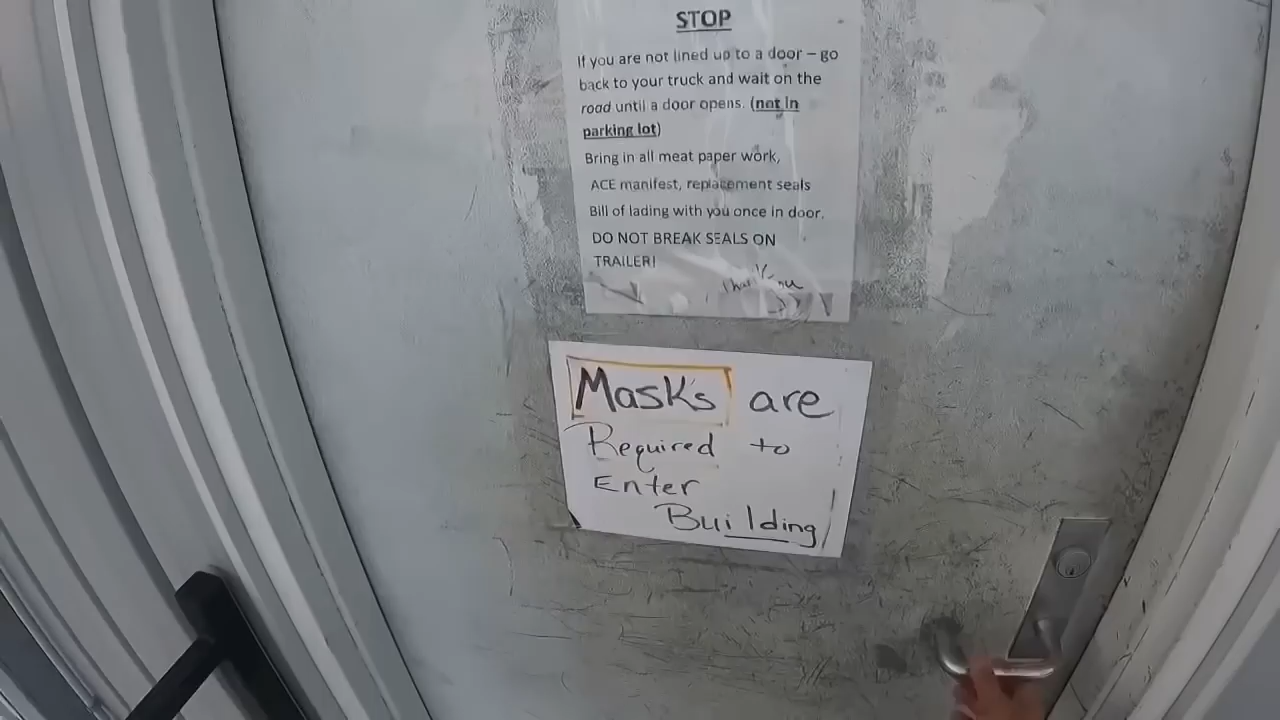 STOP
If you are not lined up to a door – go
back to your truck and wait on the
road until a door opens. (not in
parking lot)
Bring in all meat paper work,
ACE manifest, replacement seals
Bill of lading with you once in door.
DO NOT BREAK SEALS ON
TRAILER!
Thank you
Masks are
Required to
Enter
Building